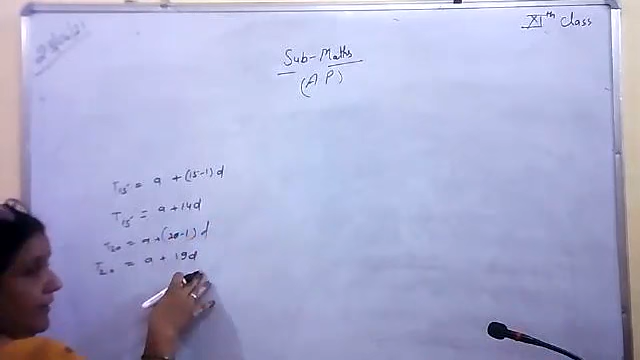 XIth Class
Sub-Maths
(A P)
T15 = a + (15-1)d
T15 = a + 14d
T20 = a + (20-1)d
T20 = a + 19d